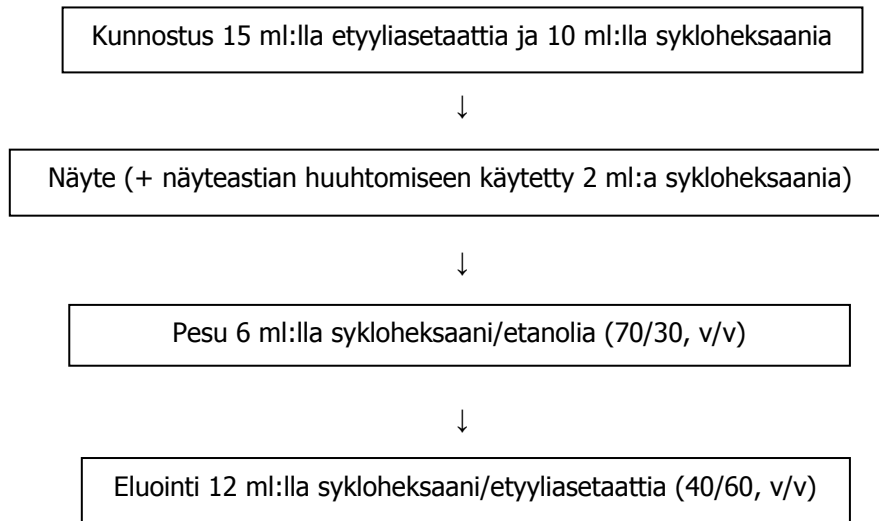 Kunnostus 15 ml:lla etyyliasetaattia ja 10 ml:lla sykloheksaania
↓
Näyte (+ näyteastian huuhtomiseen käytetty 2 ml:a sykloheksaania)
↓
Pesu 6 ml:lla sykloheksaani/etanolia (70/30, v/v)
↓
Eluointi 12 ml:lla sykloheksaani/etyyliasetaattia (40/60, v/v)